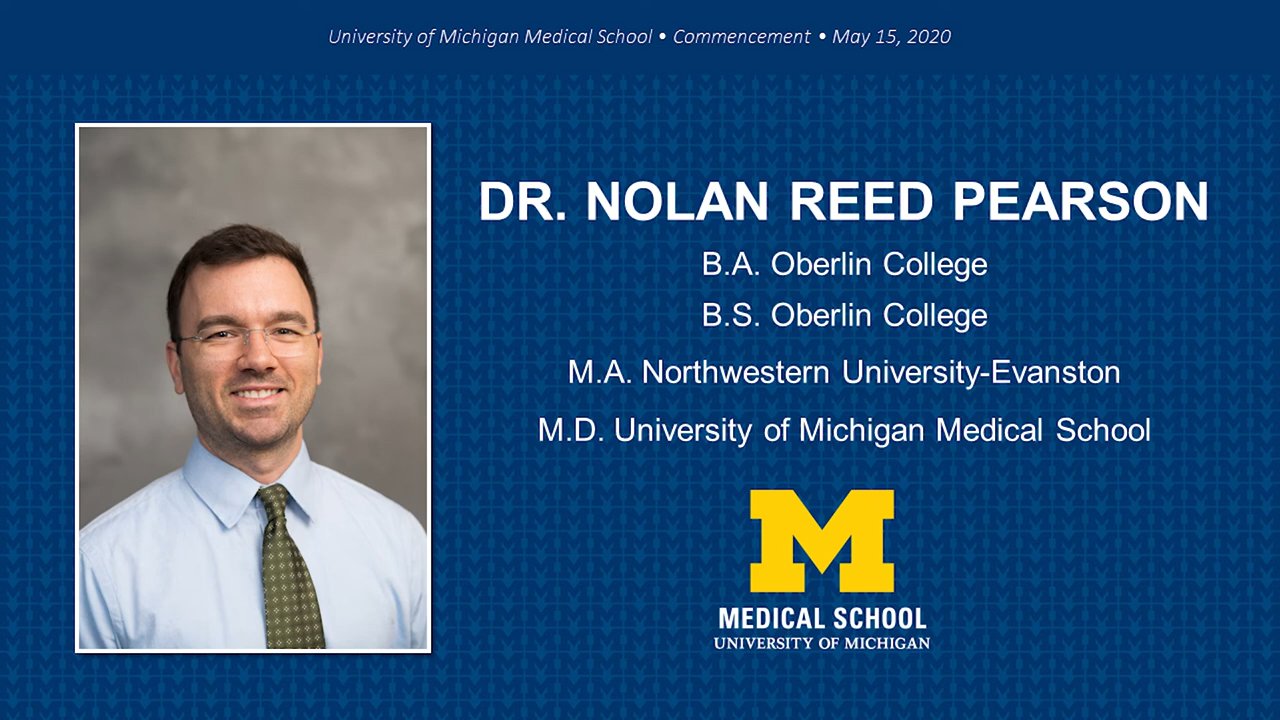 University of Michigan Medical School • Commencement • May 15, 2020
DR. NOLAN REED PEARSON
B.A. Oberlin College
B.S. Oberlin College
M.A. Northwestern University-Evanston
M.D. University of Michigan Medical School
M
MEDICAL SCHOOL
UNIVERSITY OF MICHIGAN